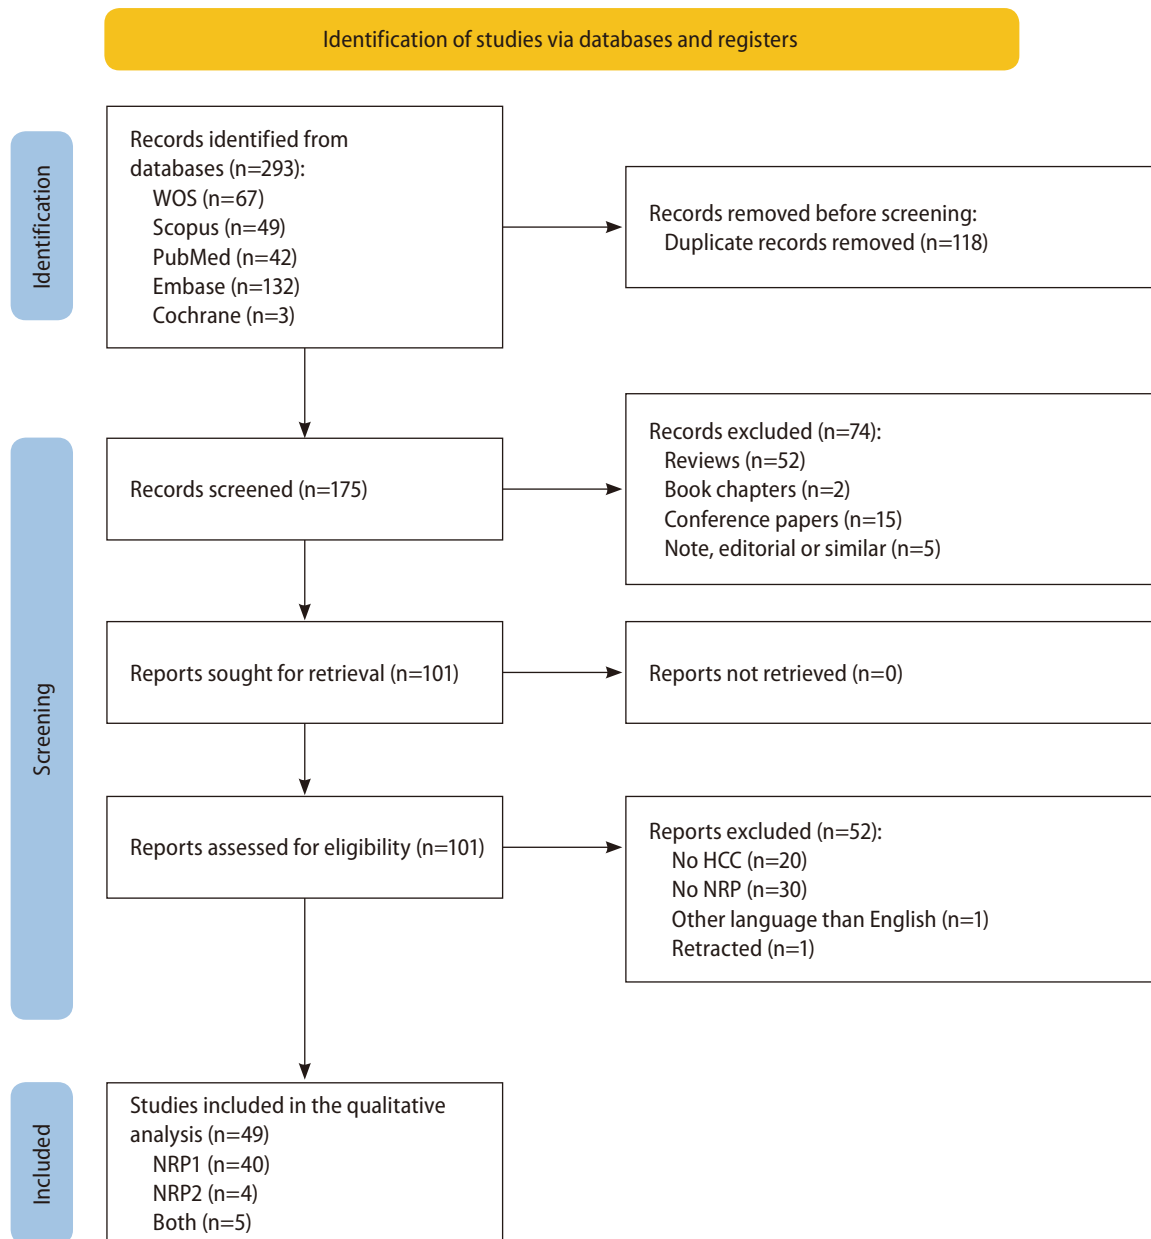 Identification of studies via databases and registers
Identification
Records identified from
databases (n=293):
WOS (n=67)
Scopus (n=49)
PubMed (n=42)
Embase (n=132)
Cochrane (n=3)
Records removed before screening:
Duplicate records removed (n=118)
Screening
Records screened (n=175)
Records excluded (n=74):
Reviews (n=52)
Book chapters (n=2)
Conference papers (n=15)
Note, editorial or similar (n=5)
Reports sought for retrieval (n=101)
Reports not retrieved (n=0)
Reports assessed for eligibility (n=101)
Reports excluded (n=52):
No HCC (n=20)
No NRP (n=30)
Other language than English (n=1)
Retracted (n=1)
Included
Studies included in the qualitative
analysis (n=49)
NRP1 (n=40)
NRP2 (n=4)
Both (n=5)